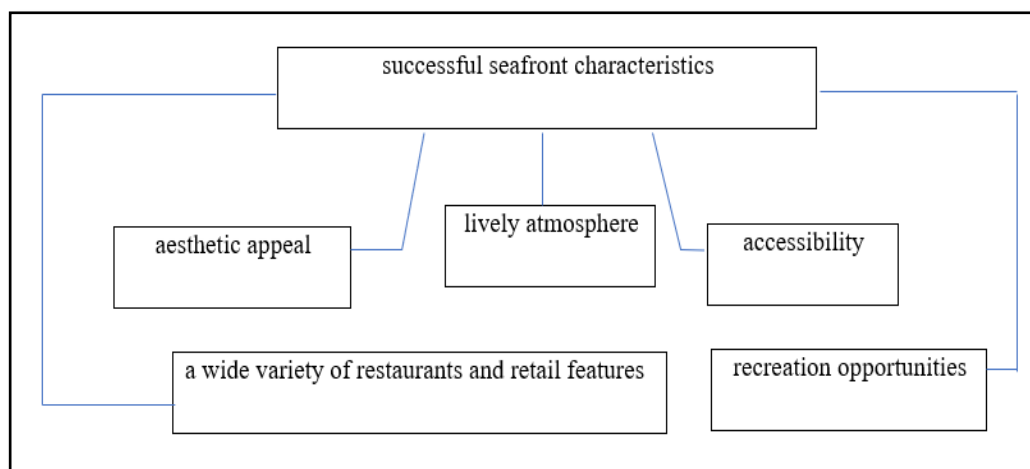 successful seafront characteristics
aesthetic appeal
lively atmosphere
accessibility
a wide variety of restaurants and retail features
recreation opportunities